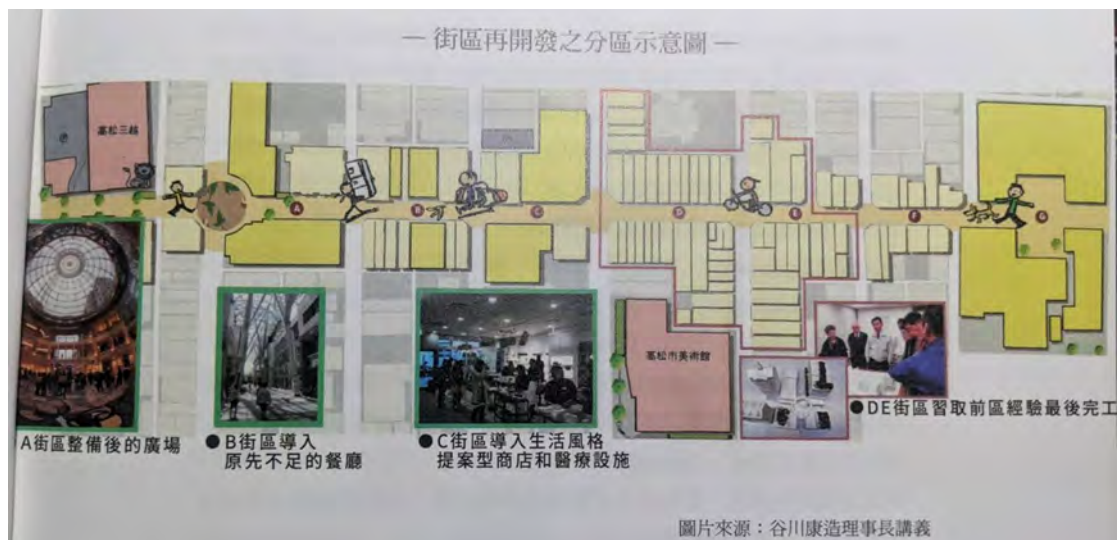 — 街區再開發之分區示意圖 —
高松三越
A
B
C
D
E
F
G
高松市美術館
A街區整備後的廣場
●B街區導入
原先不足的餐廳
●C街區導入生活風格
提案型商店和醫療設施
●DE街區習取前區經驗最後完工
圖片來源：谷川康造理事長講義